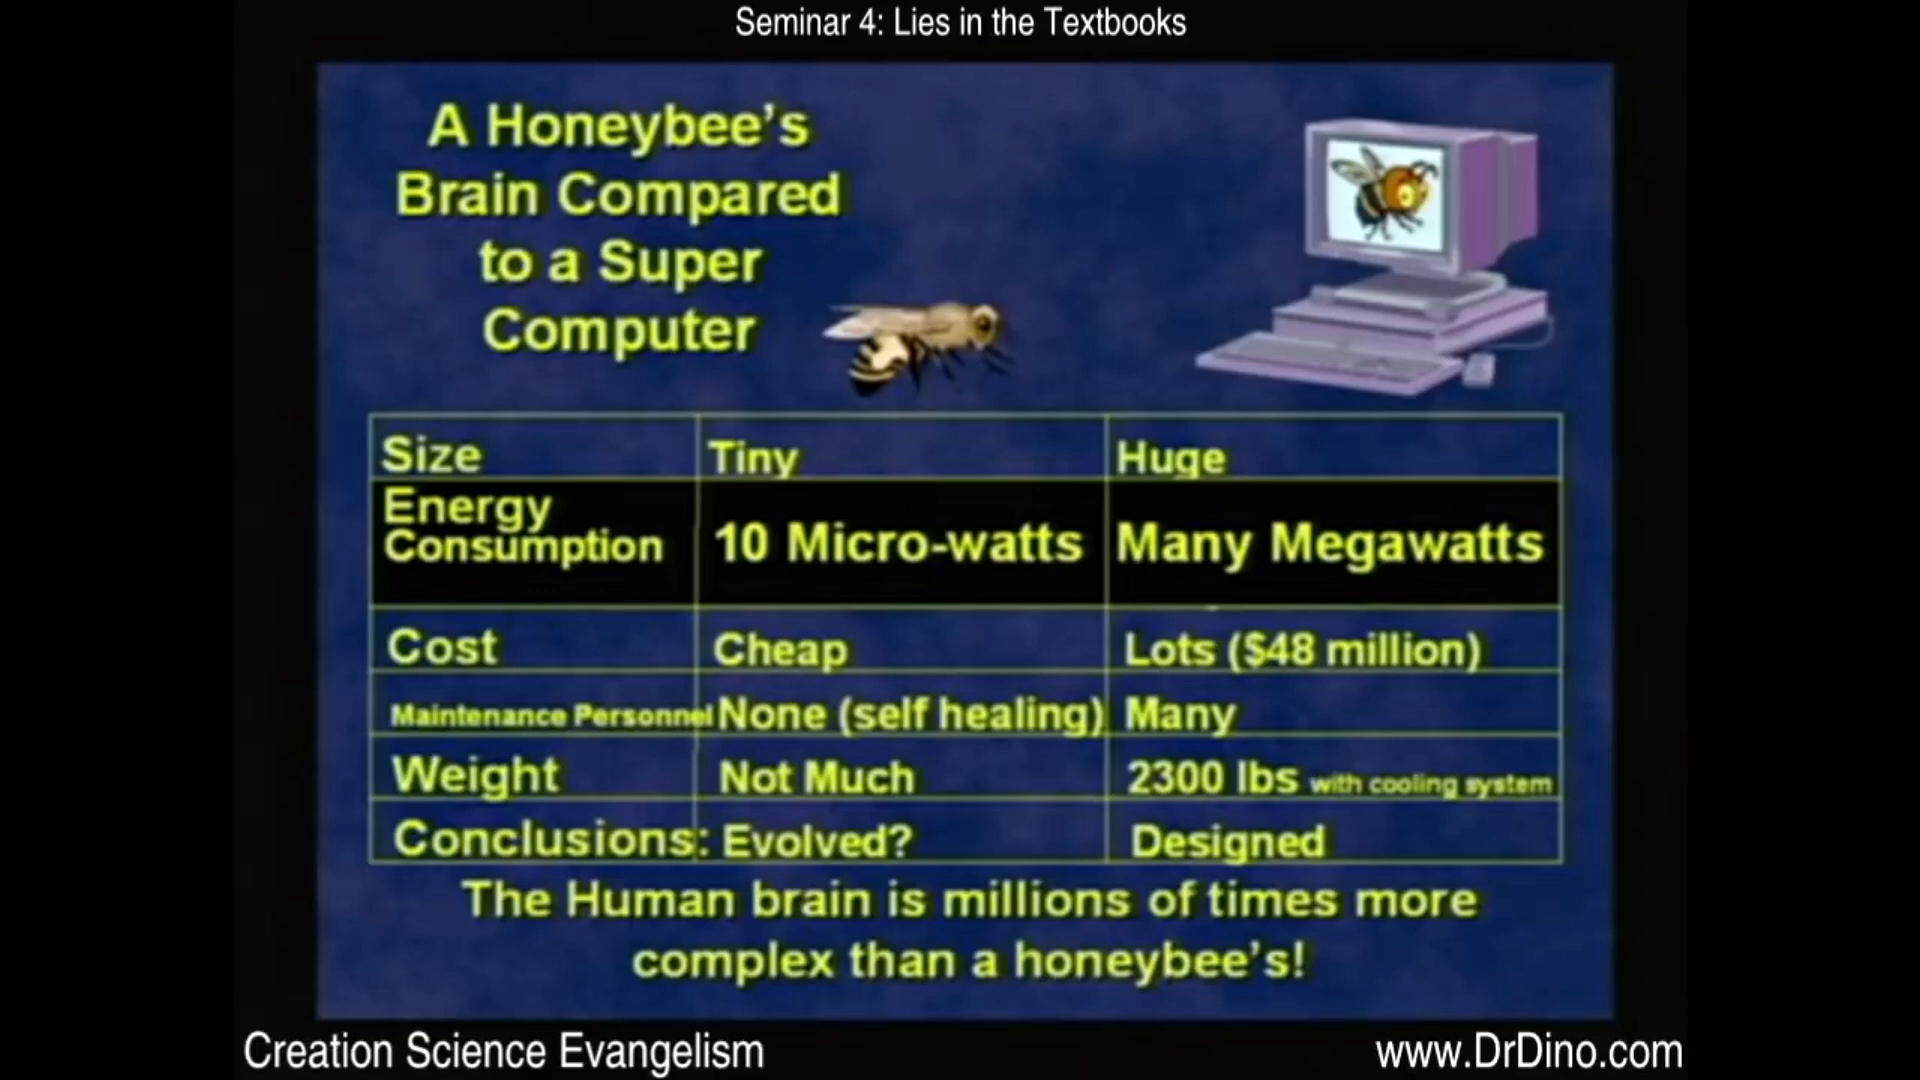 Seminar 4: Lies in the Textbooks
A Honeybee's
Brain Compared
to a Super
Computer
Size Tiny Huge
Energy
Consumption 10 Micro-watts Many Megawatts
Cost Cheap Lots ($48 million)
Maintenance Personnel None (self healing) Many
Weight Not Much 2300 lbs with cooling system
Conclusions: Evolved? Designed
The Human brain is millions of times more
complex than a honeybee's!
Creation Science Evangelism www.DrDino.com